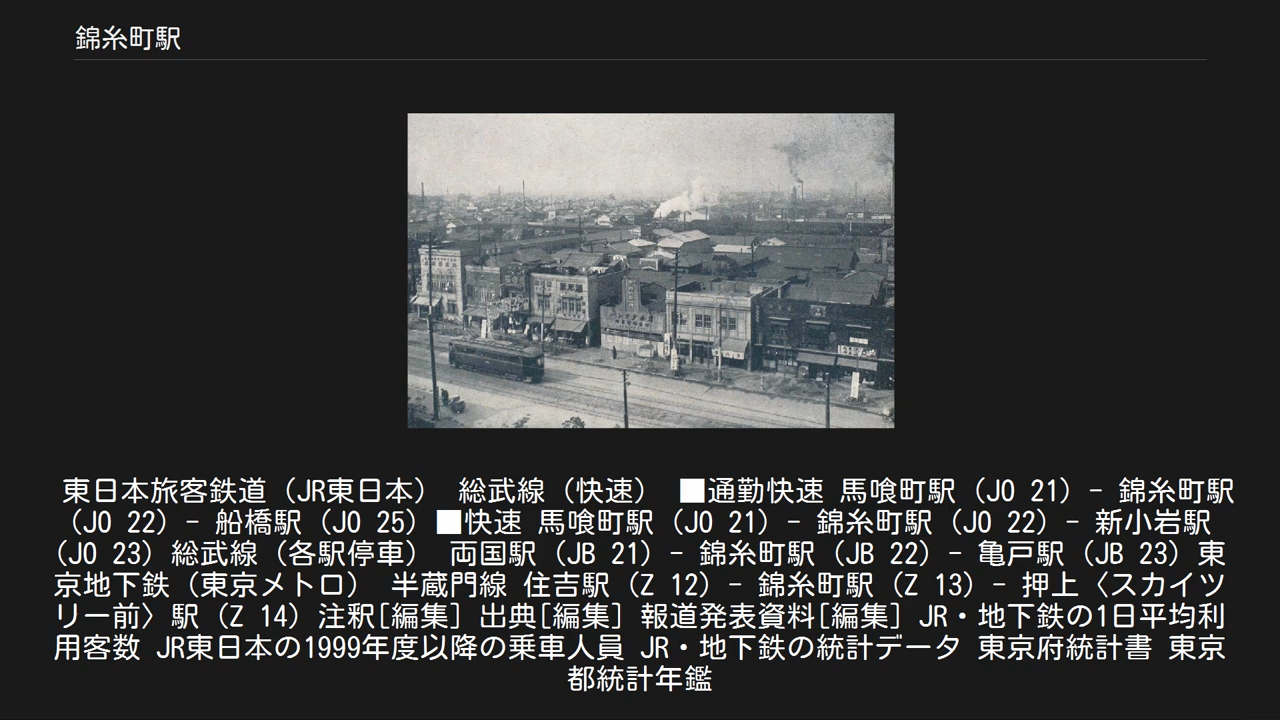 錦糸町駅
東日本旅客鉄道（JR東日本） 総武線（快速） ■通勤快速 馬喰町駅（JO 21）- 錦糸町駅
（JO 22）- 船橋駅（JO 25）■快速 馬喰町駅（JO 21）- 錦糸町駅（JO 22）- 新小岩駅
（JO 23）総武線（各駅停車） 両国駅（JB 21）- 錦糸町駅（JB 22）- 亀戸駅（JB 23）東
京地下鉄（東京メトロ） 半蔵門線 住吉駅（Z 12）- 錦糸町駅（Z 13）- 押上〈スカイツ
リー前〉駅（Z 14）注釈[編集] 出典[編集] 報道発表資料[編集] JR・地下鉄の1日平均利
用客数 JR東日本の1999年度以降の乗車人員 JR・地下鉄の統計データ 東京府統計書 東京
都統計年鑑